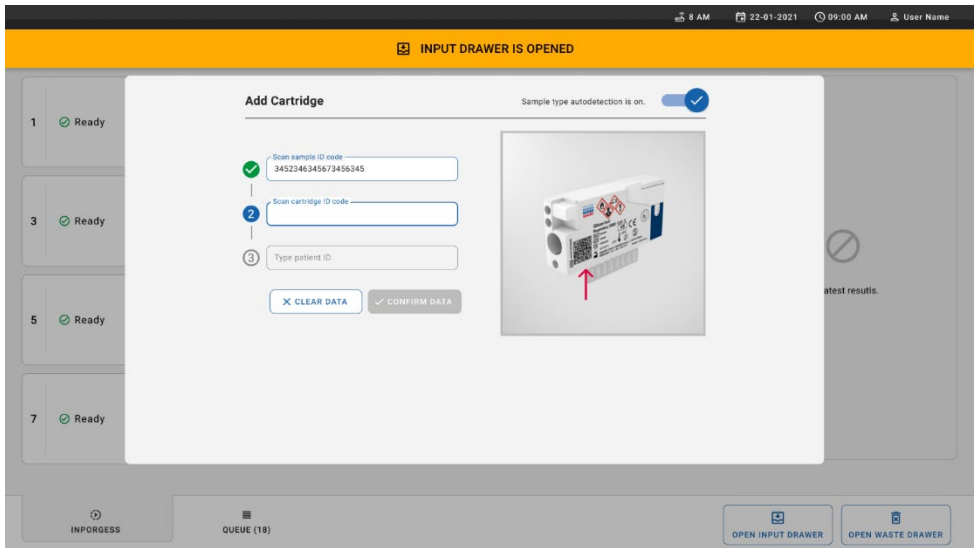 8 AM 22-01-2021 09:00 AM User Name
INPUT DRAWER IS OPENED
Add Cartridge
Sample type autodetection is on.
1 Ready
3 Ready
5 Ready
7 Ready
Scan sample ID code
3452346345673456345
Scan cartridge ID code
2
3 Type patient ID
CLEAR DATA
CONFIRM DATA
atest resutls.
INPORGESS
QUEUE (18)
OPEN INPUT DRAWER
OPEN WASTE DRAWER